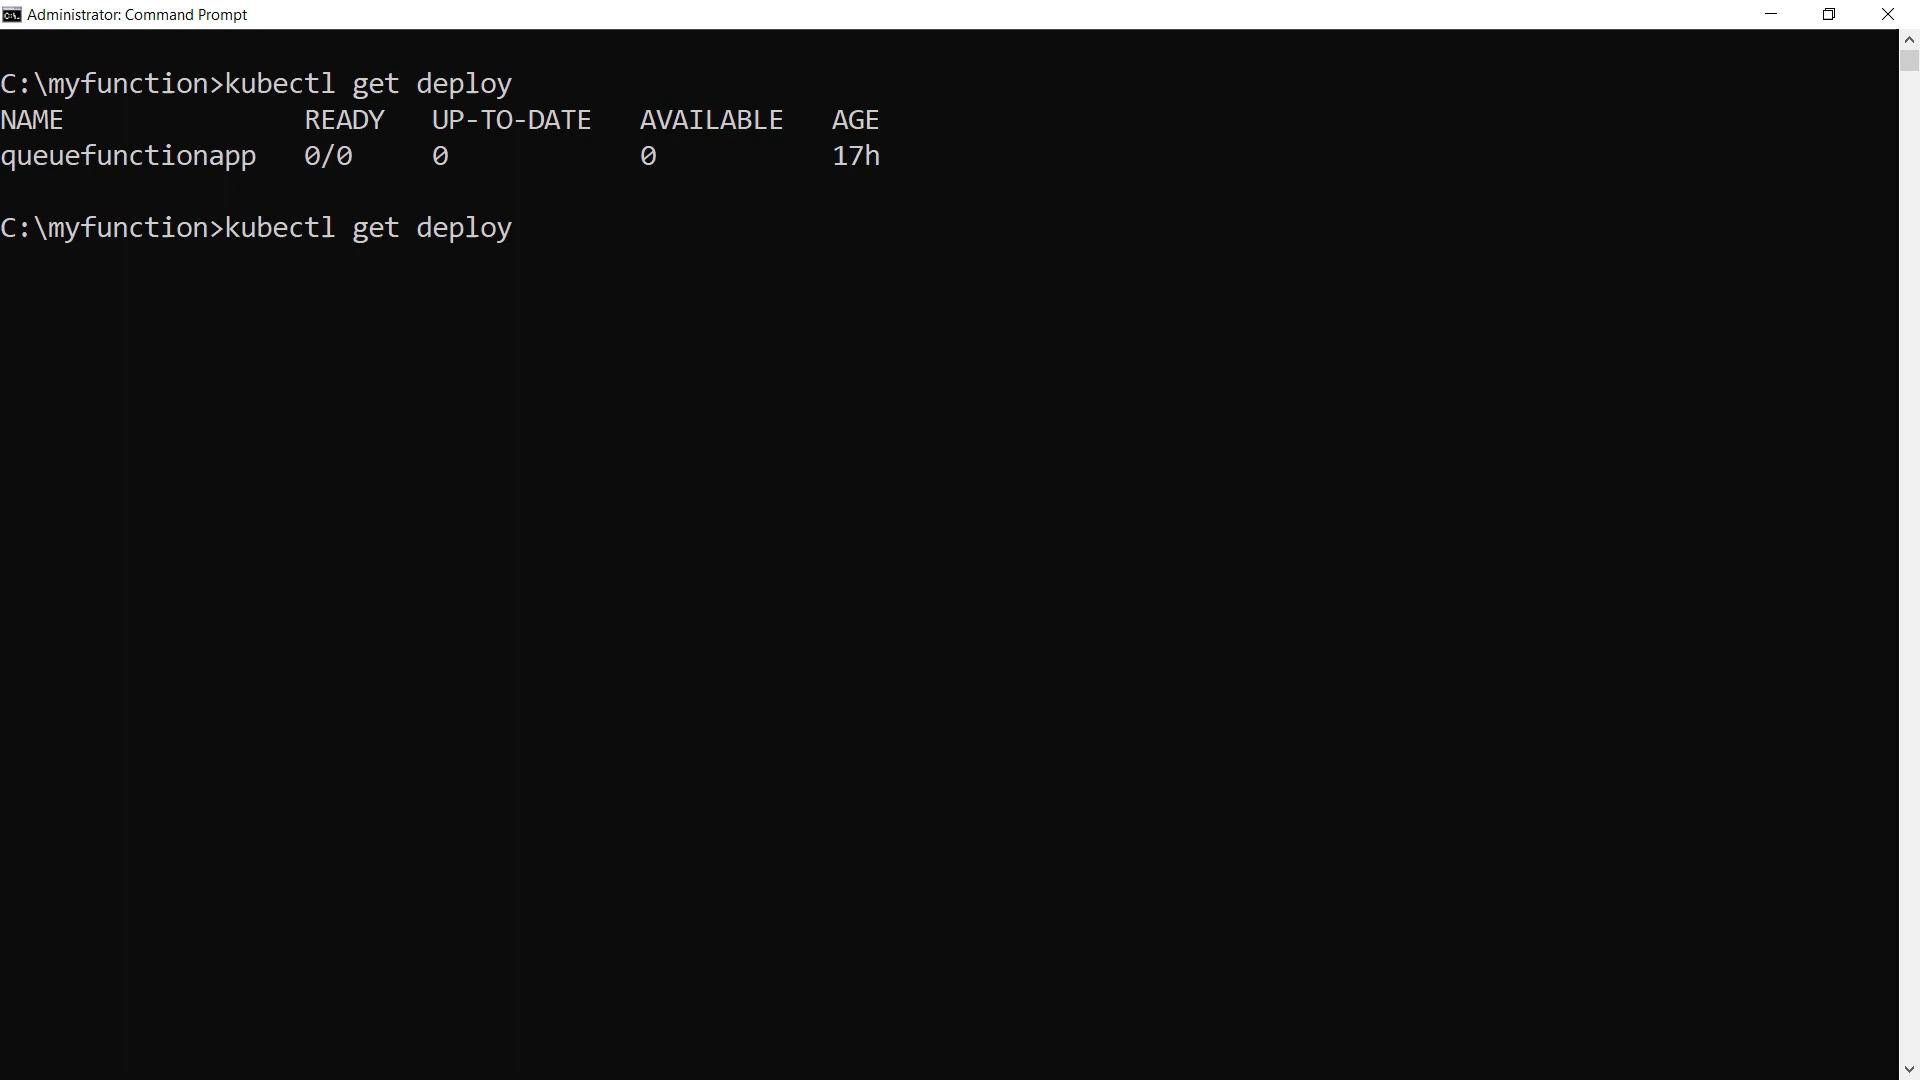 Administrator: Command Prompt
C:\myfunction>kubectl get deploy
NAME READY UP-TO-DATE AVAILABLE AGE
queuefunctionapp 0/0 0 0 17h
C:\myfunction>kubectl get deploy